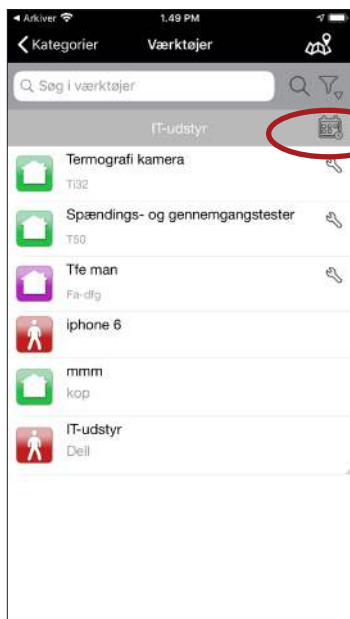 Arkiver
1.49 PM
Kategorier
Værktøjer
Søg i værktøjer
IT-udstyr
Termografi kamera
Ti32
Spændings- og gennemgangstester
T50
Tfe man
Fa-dfg
iphone 6
mmm
kop
IT-udstyr
Dell